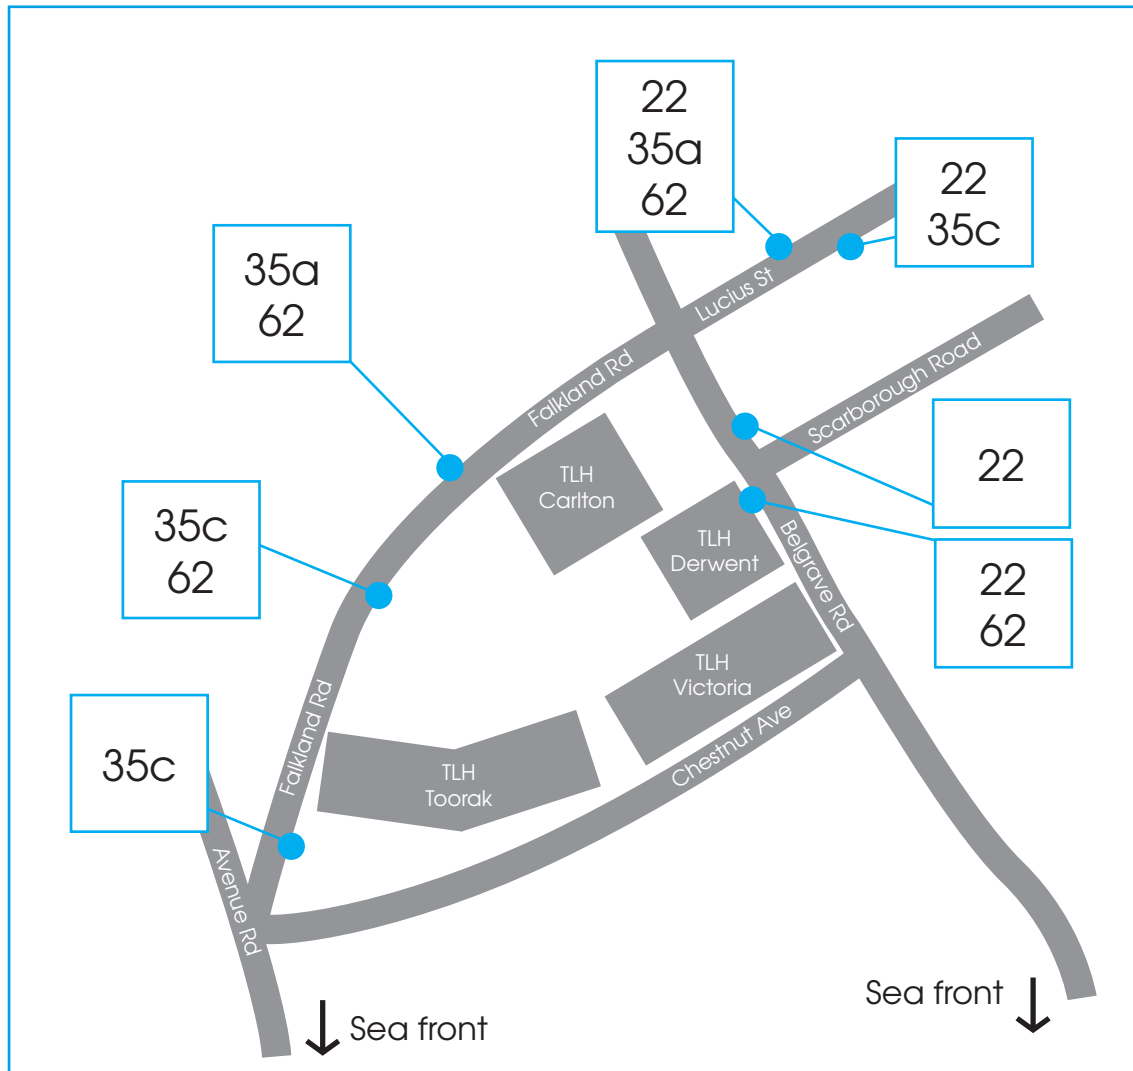 22
35a
62
22
35c
35a
62
Lucius St
Falkland Rd
Scarborough Road
22
TLH
Carlton
35c
62
TLH
Derwent
Belgrave Rd
22
62
TLH
Victoria
Falkland Rd
Chestnut Ave
35c
TLH
Toorak
Avenue Rd
Sea front
Sea front